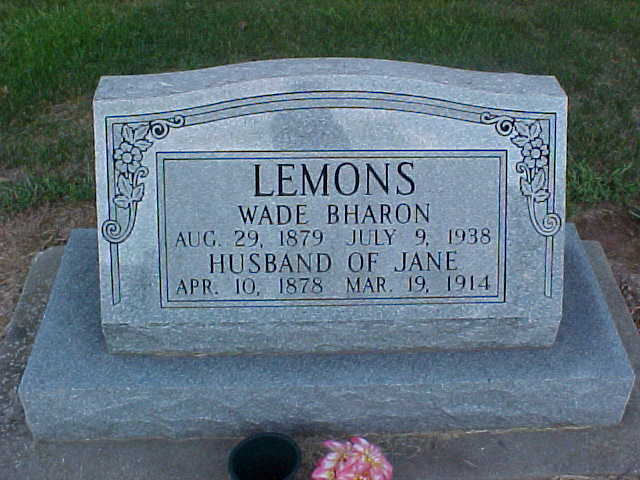 LEMONS
WADE BHARON
AUG. 29, 1879 JULY 9, 1938
HUSBAND OF JANE
APR. 10, 1878 MAR. 19, 1914